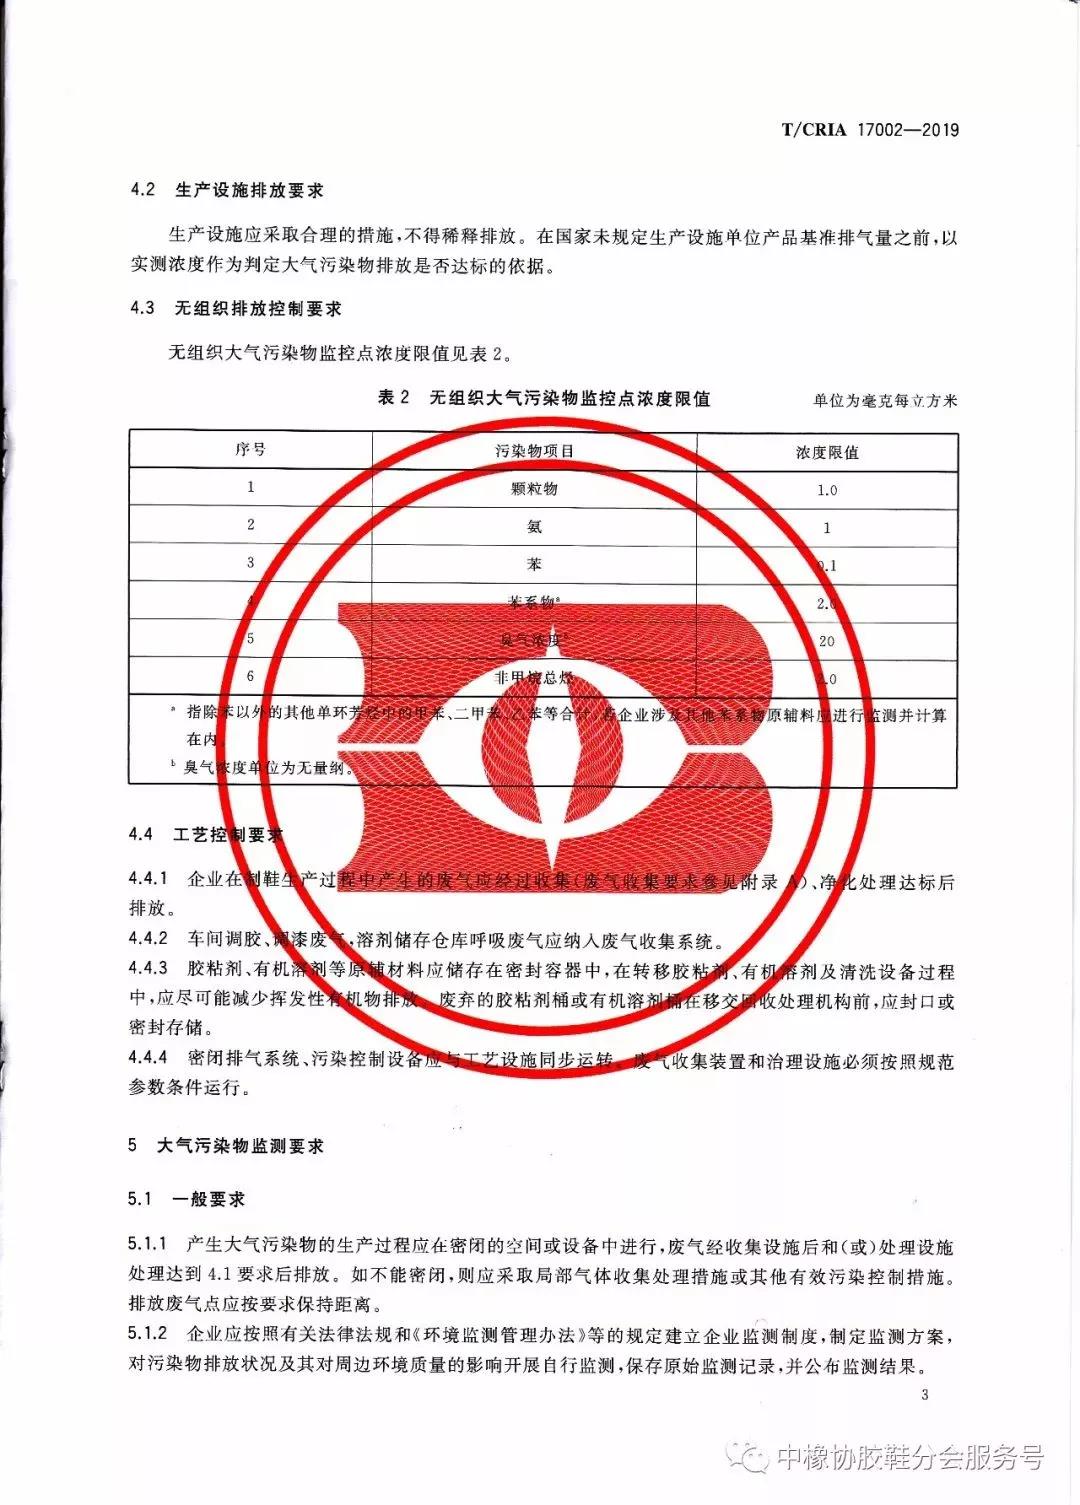 T/CRIA 17002—2019
4.2 生产设施排放要求
生产设施应采取合理的措施,不得稀释排放。在国家未规定生产设施单位产品基准排气量之前,以
实测浓度作为判定大气污染物排放是否达标的依据。
4.3 无组织排放控制要求
无组织大气污染物监控点浓度限值见表 2。
表 2 无组织大气污染物监控点浓度限值 单位为毫克每立方米
序号 污染物项目 浓度限值
1 颗粒物 1.0
2 氨 1
3 苯 0.1
4 苯系物ᵃ 2.0
5 臭气浓度ᵇ 20
6 非甲烷总烃 2.0
ᵃ 指除苯以外的其他单环芳烃中的甲苯、二甲苯、乙苯等合计,若企业涉及其他苯系物原辅料应进行监测并计算
在内。
ᵇ 臭气浓度单位为无量纲。
4.4 工艺控制要求
4.4.1 企业在制鞋生产过程中产生的废气应经过收集(废气收集要求参见附录 A)、净化处理达标后
排放。
4.4.2 车间调胶、调漆废气,溶剂储存仓库呼吸废气应纳入废气收集系统。
4.4.3 胶粘剂、有机溶剂等原辅材料应储存在密封容器中,在转移胶粘剂、有机溶剂及清洗设备过程
中,应尽可能减少挥发性有机物排放。废弃的胶粘剂桶或有机溶剂桶在移交回收处理机构前,应封口或
密封存储。
4.4.4 密闭排气系统、污染控制设备应与工艺设施同步运转。废气收集装置和治理设施必须按照规范
参数条件运行。
5 大气污染物监测要求
5.1 一般要求
5.1.1 产生大气污染物的生产过程应在密闭的空间或设备中进行,废气经收集设施后和(或)处理设施
处理达到 4.1 要求后排放。如不能密闭,则应采取局部气体收集处理措施或其他有效污染控制措施。
排放废气点应按要求保持距离。
5.1.2 企业应按照有关法律法规和《环境监测管理办法》等的规定建立企业监测制度,制定监测方案,
对污染物排放状况及其对周边环境质量的影响开展自行监测,保存原始监测记录,并公布监测结果。
3
中橡协胶鞋分会服务号